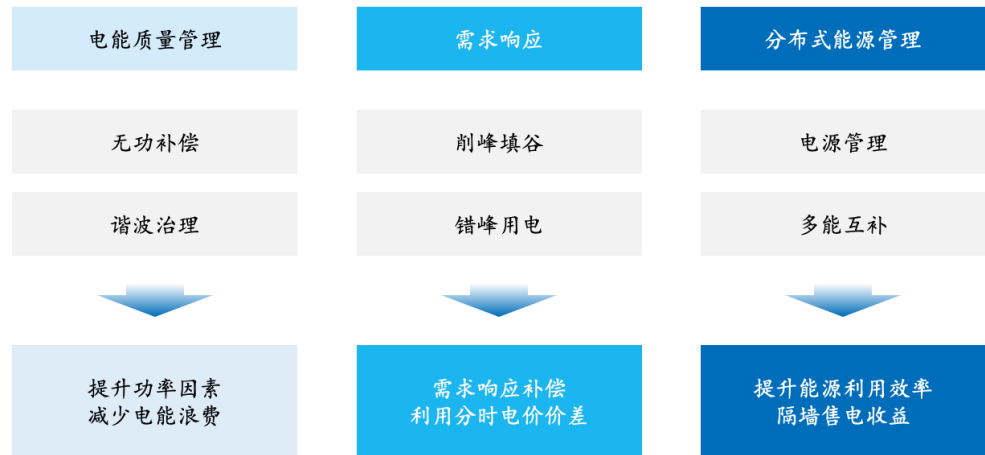 电能质量管理
需求响应
分布式能源管理
无功补偿
削峰填谷
电源管理
谐波治理
错峰用电
多能互补
提升功率因素
减少电能浪费
需求响应补偿
利用分时电价价差
提升能源利用效率
隔墙售电收益